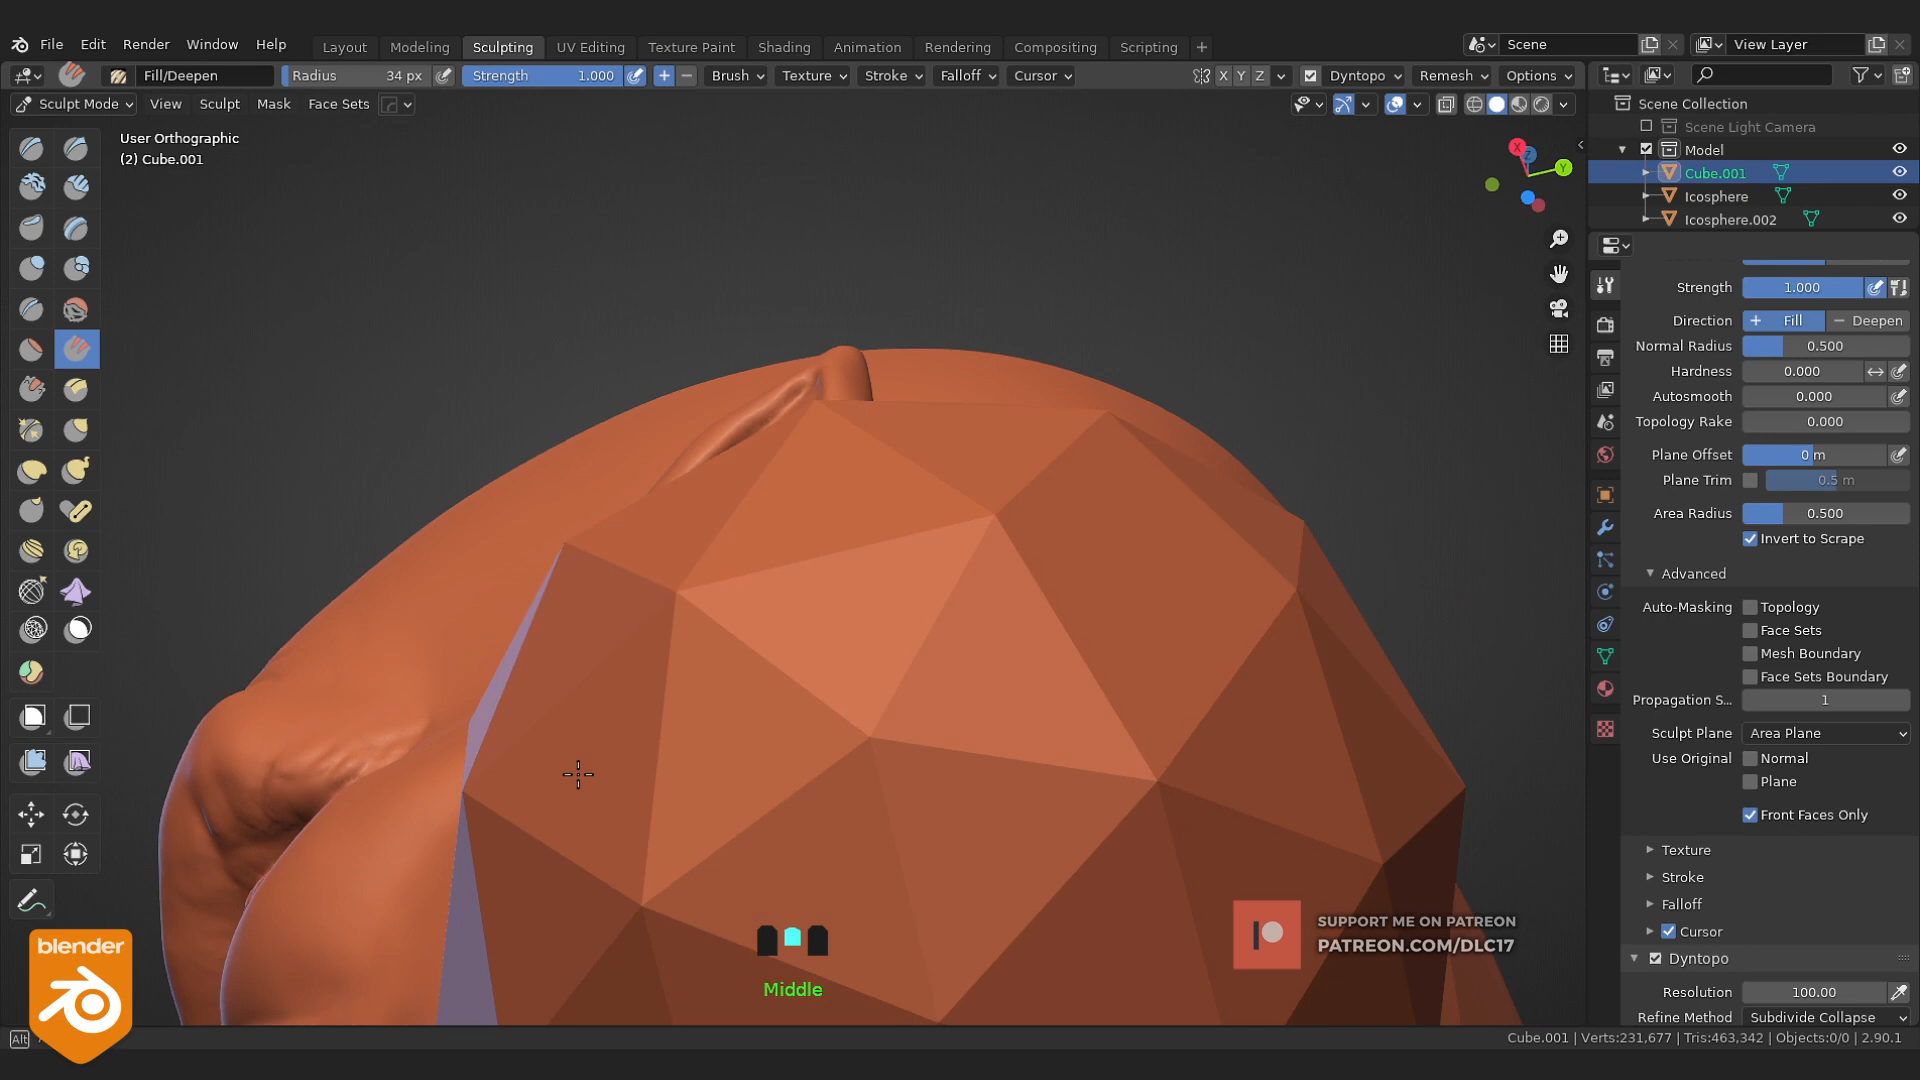 File Edit Render Window Help
Layout Modeling Sculpting UV Editing Texture Paint Shading Animation Rendering Compositing Scripting +
Scene
View Layer
Fill/Deepen
Radius 34 px
Strength 1.000
Brush Texture Stroke Falloff Cursor
X Y Z
Dyntopo Remesh Options
Sculpt Mode View Sculpt Mask Face Sets
User Orthographic
(2) Cube.001
X
Z
Y
Scene Collection
Scene Light Camera
Model
Cube.001
Icosphere
Icosphere.002
Strength 1.000
Direction + Fill − Deepen
Normal Radius 0.500
Hardness 0.000
Autosmooth 0.000
Topology Rake 0.000
Plane Offset 0 m
Plane Trim 0.5 m
Area Radius 0.500
Invert to Scrape
Advanced
Auto-Masking Topology
Face Sets
Mesh Boundary
Face Sets Boundary
Propagation S... 1
Sculpt Plane Area Plane
Use Original Normal
Plane
Front Faces Only
Texture
Stroke
Falloff
Cursor
Dyntopo
Resolution 100.00
Refine Method Subdivide Collapse
SUPPORT ME ON PATREON
PATREON.COM/DLC17
Middle
blender
Alt
Cube.001 | Verts:231,677 | Tris:463,342 | Objects:0/0 | 2.90.1